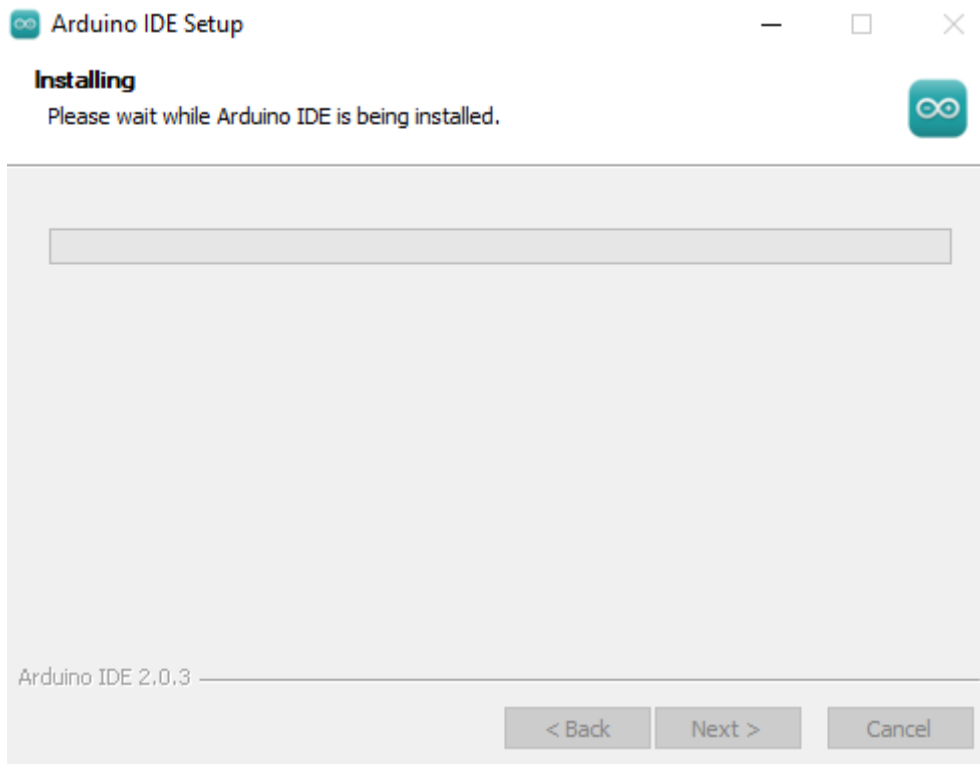 Arduino IDE Setup
Installing
Please wait while Arduino IDE is being installed.
Arduino IDE 2.0.3
< Back
Next >
Cancel